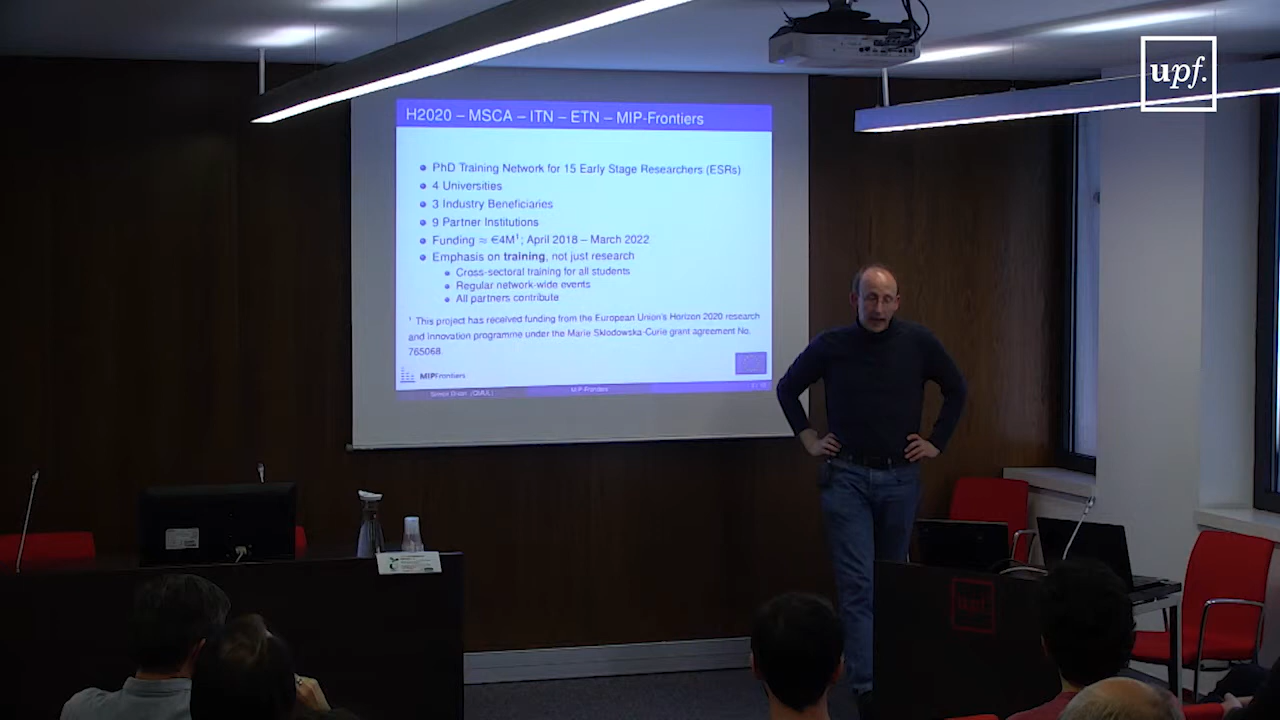 upf.
H2020 – MSCA – ITN – ETN – MIP-Frontiers
PhD Training Network for 15 Early Stage Researchers (ESRs)
4 Universities
3 Industry Beneficiaries
9 Partner Institutions
Funding ≈ €4M¹; April 2018 – March 2022
Emphasis on training, not just research
Cross-sectoral training for all students
Regular network-wide events
All partners contribute
¹ This project has received funding from the European Union's Horizon 2020 research
and innovation programme under the Marie Skłodowska-Curie grant agreement No.
765068.
MIPFrontiers
Simon Dixon (QMUL)
MIP-Frontiers
upf.